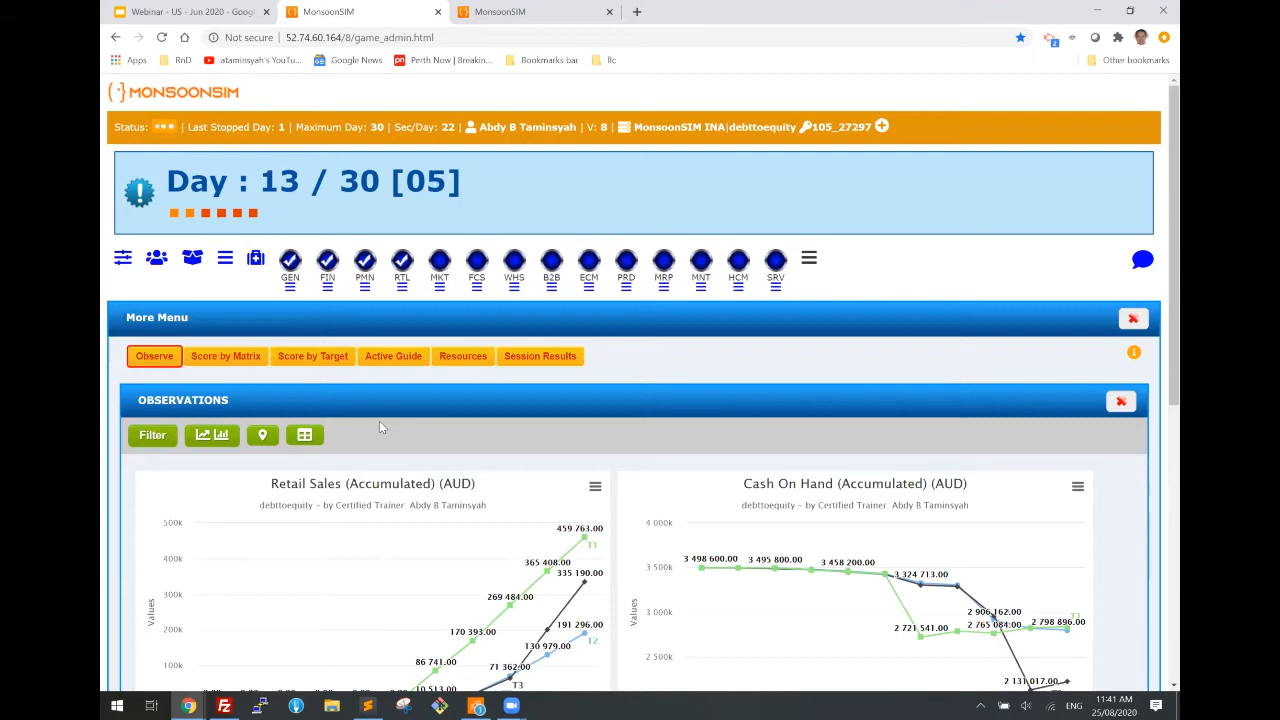 Webinar - US - Jun 2020 - Googl
MonsoonSIM
MonsoonSIM
Not secure | 52.74.60.164/8/game_admin.html
2
Apps
RnD
ataminsyah's YouT...
Google News
Perth Now | Breakin...
Bookmarks bar
llc
Other bookmarks
MONSOONSIM
Status: | Last Stopped Day: 1 | Maximum Day: 30 | Sec/Day: 22 | Abdy B Taminsyah | V: 8 | MonsoonSIM INA|debttoequity 105_27297
Day : 13 / 30 [05]
GEN FIN PMN RTL MKT FCS WHS B2B ECM PRD MRP MNT HCM SRV
More Menu
Observe Score by Matrix Score by Target Active Guide Resources Session Results
OBSERVATIONS
Filter
Retail Sales (Accumulated) (AUD)
debttoequity - by Certified Trainer Abdy B Taminsyah
500k
400k
300k
200k
100k
Values
459 763.00
T1
365 408.00
335 190.00
269 484.00
191 296.00
170 393.00
T2
130 979.00
86 741.00
71 362.00
T3
10 513.00
Cash On Hand (Accumulated) (AUD)
debttoequity - by Certified Trainer Abdy B Taminsyah
4 000k
3 500k
3 000k
2 500k
Values
3 498 600.00
3 495 800.00
3 458 200.00
3 324 713.00
2 906 162.00
T1
2 721 541.00
2 765 084.00
2 798 896.00
2 131 017.00
ENG
11:41 AM
25/08/2020